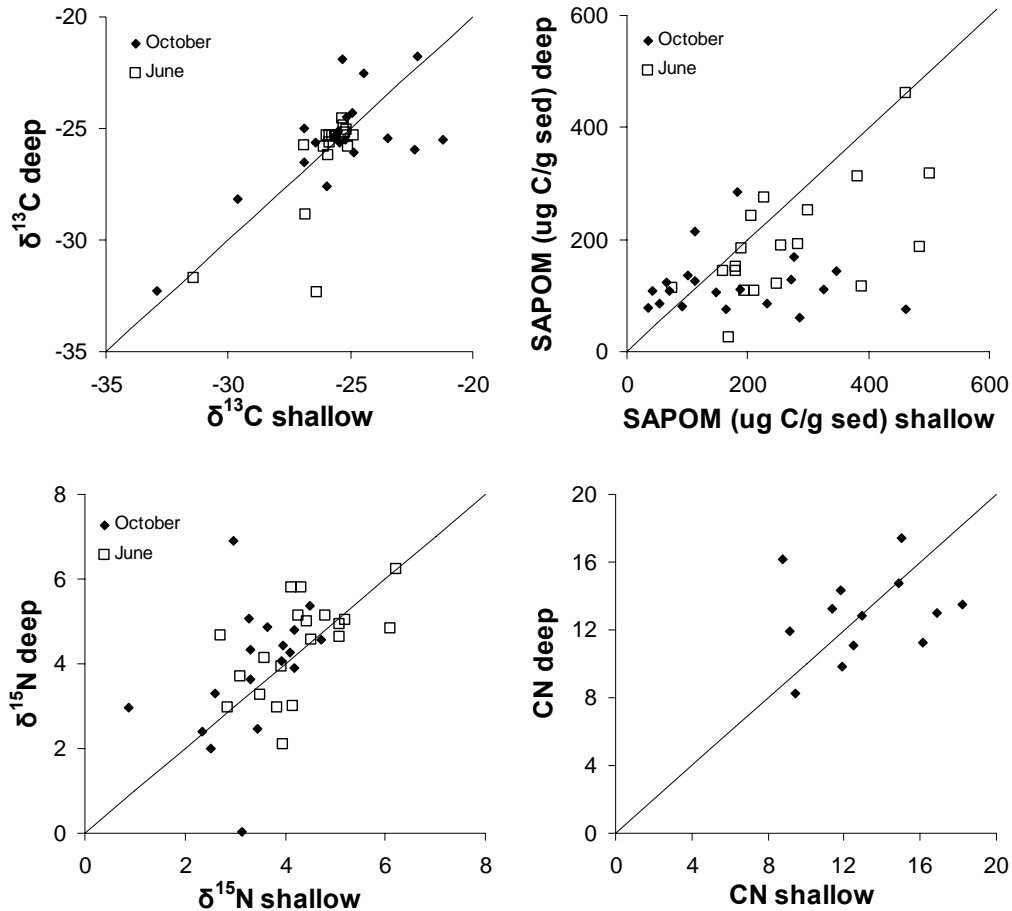 -20
-25
-30
-35
-35
-30
-25
-20
October
June
δ¹³C deep
δ¹³C shallow
600
400
200
0
0
200
400
600
October
June
SAPOM (ug C/g sed) deep
SAPOM (ug C/g sed) shallow
8
6
4
2
0
0
2
4
6
8
October
June
δ¹⁵N deep
δ¹⁵N shallow
20
16
12
8
4
0
0
4
8
12
16
20
CN deep
CN shallow